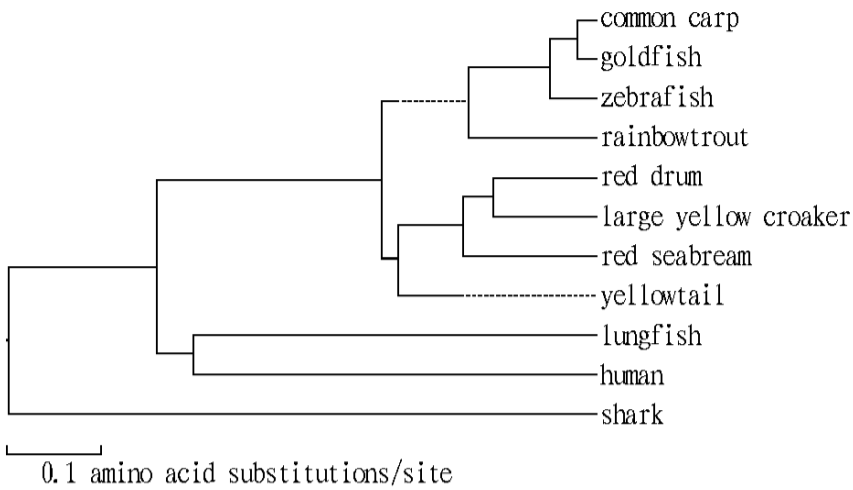 common carp
goldfish
zebrafish
rainbowtrout
red drum
large yellow croaker
red seabream
yellowtail
lungfish
human
shark
0.1 amino acid substitutions/site